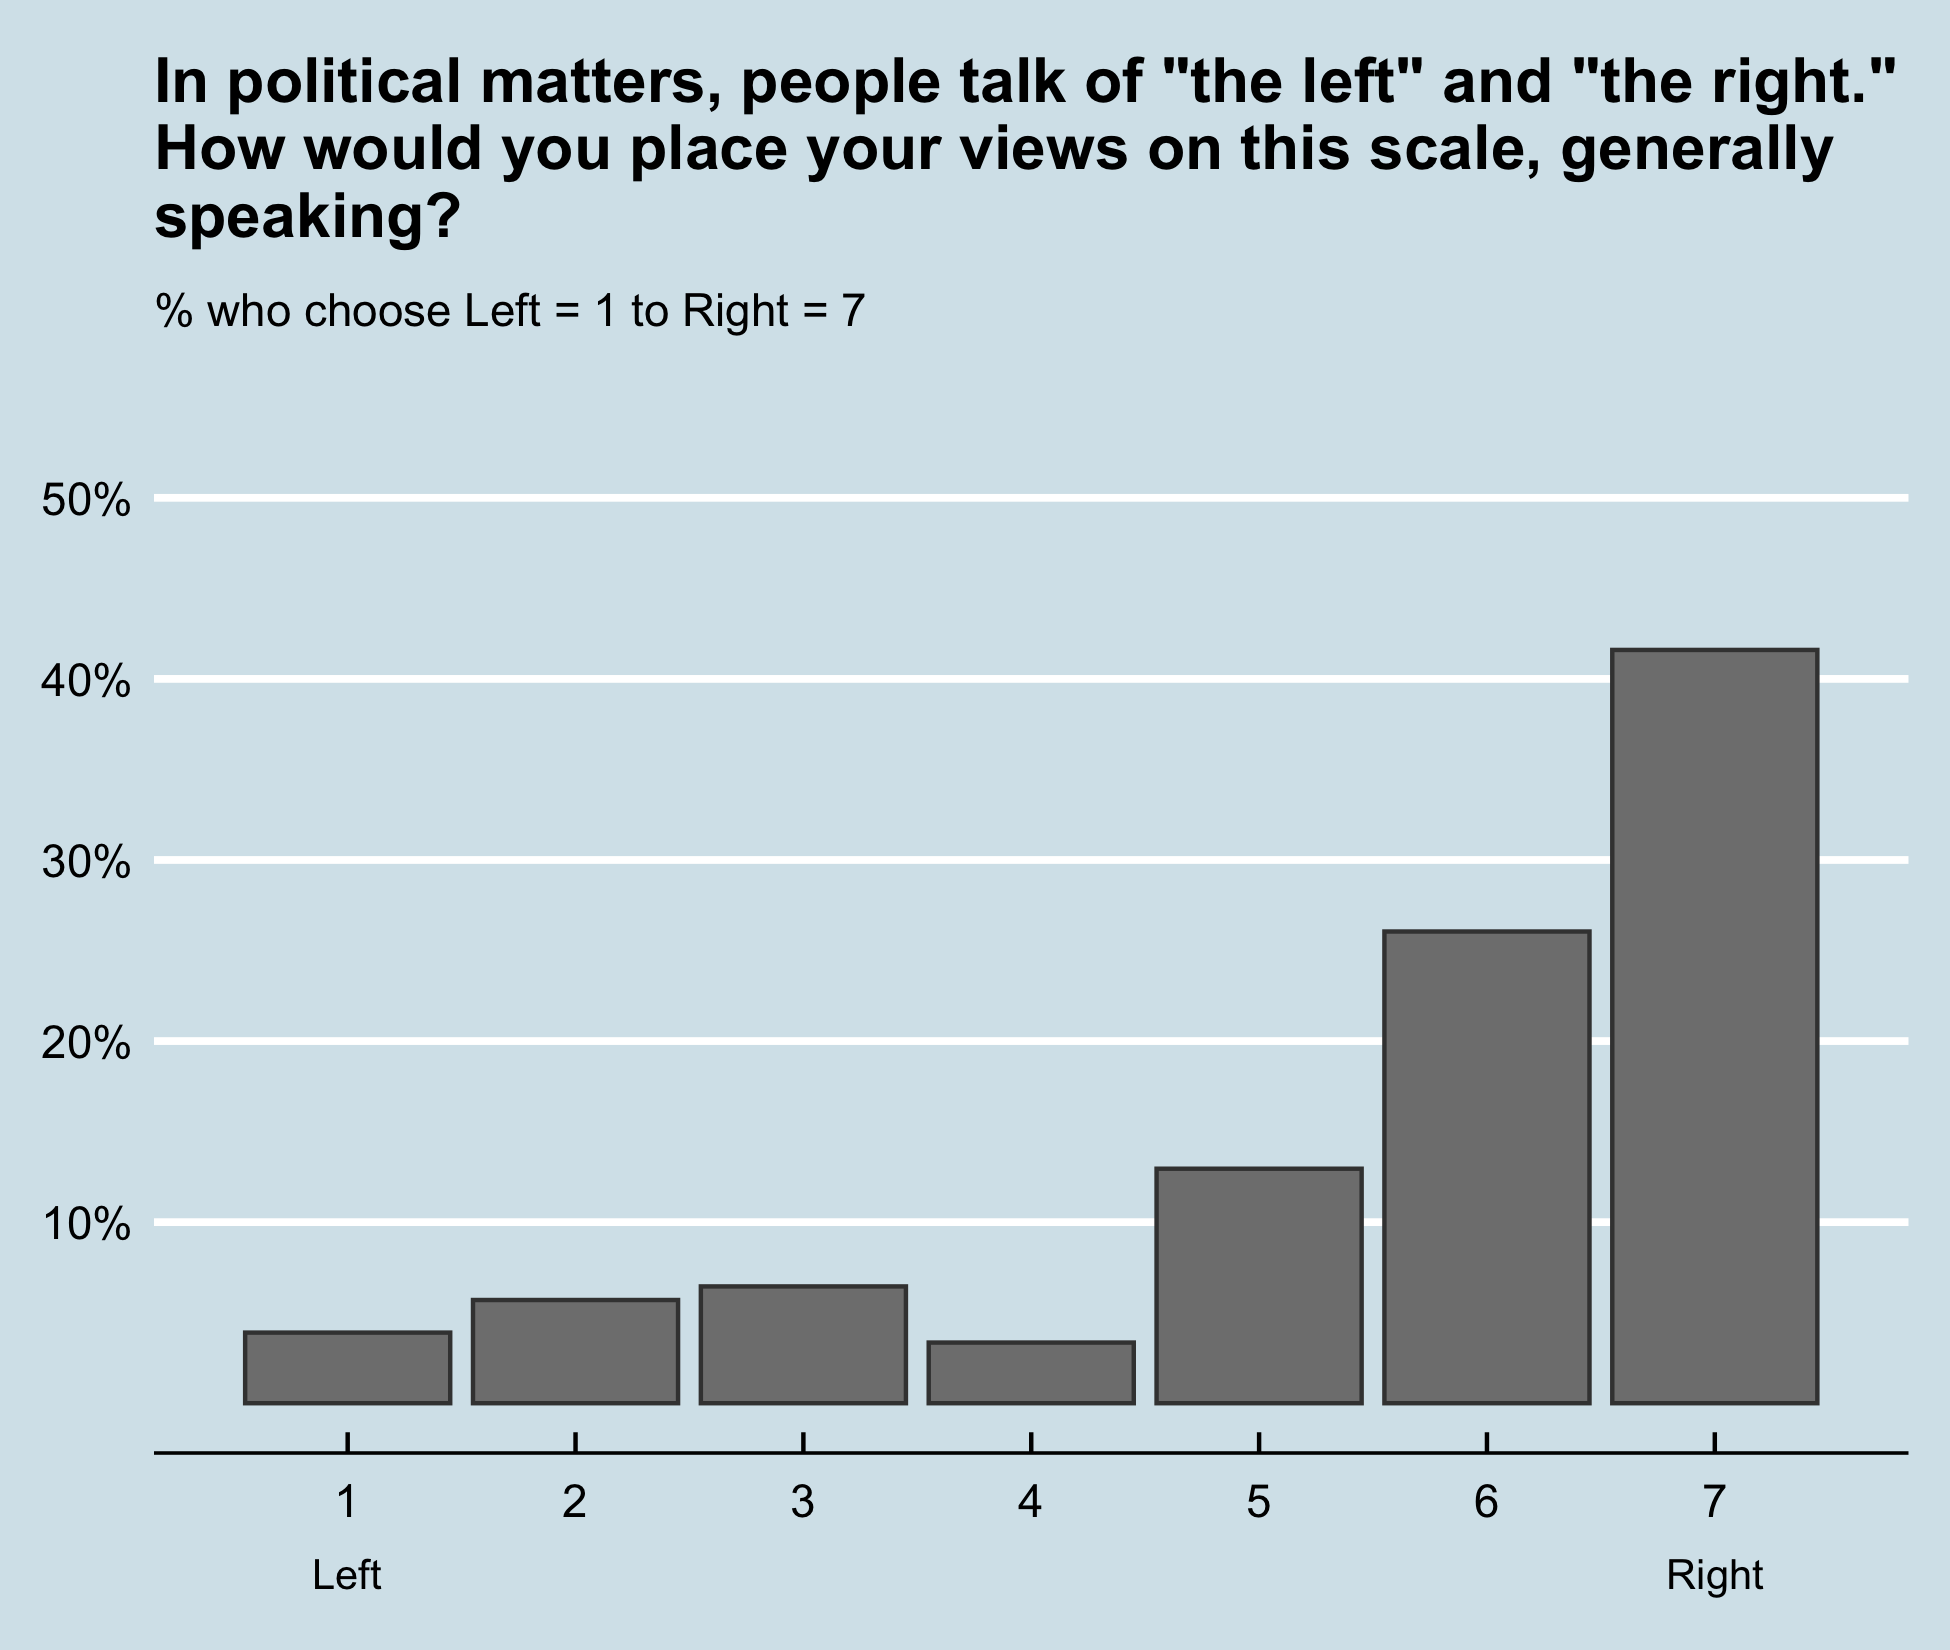 In political matters, people talk of "the left" and "the right."
How would you place your views on this scale, generally
speaking?
% who choose Left = 1 to Right = 7
50%
40%
30%
20%
10%
1 2 3 4 5 6 7
Left Right